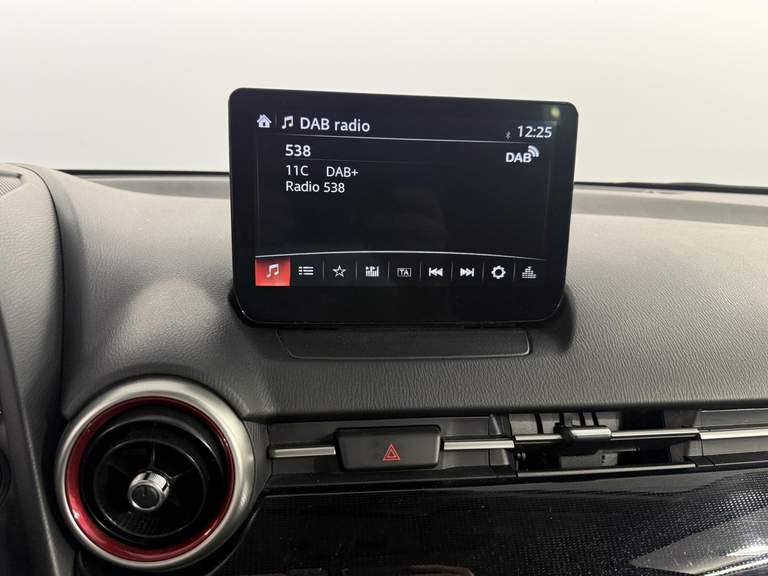 DAB radio
12:25
538
DAB
11C DAB+
Radio 538
TA